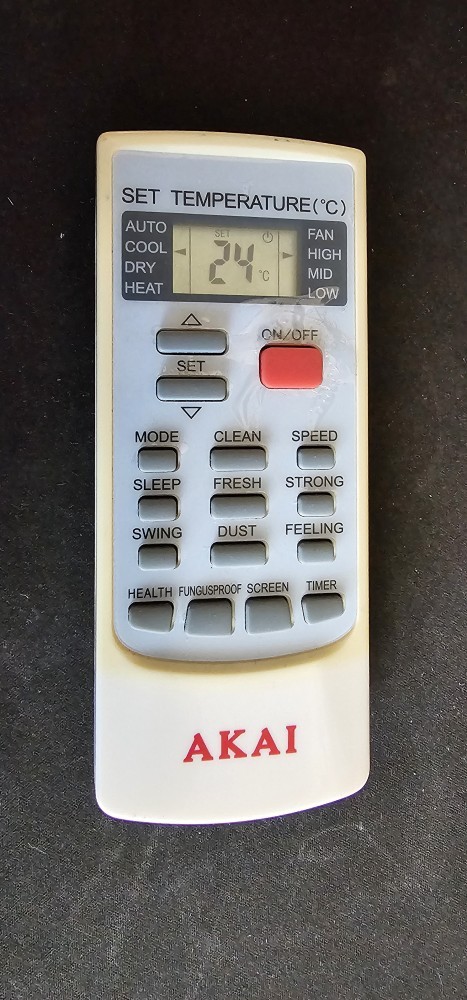 SET TEMPERATURE(°C)
AUTO
COOL
DRY
HEAT
SET
24 °C
FAN
HIGH
MID
LOW
ON/OFF
SET
MODE CLEAN SPEED
SLEEP FRESH STRONG
SWING DUST FEELING
HEALTH FUNGUSPROOF SCREEN TIMER
AKAI